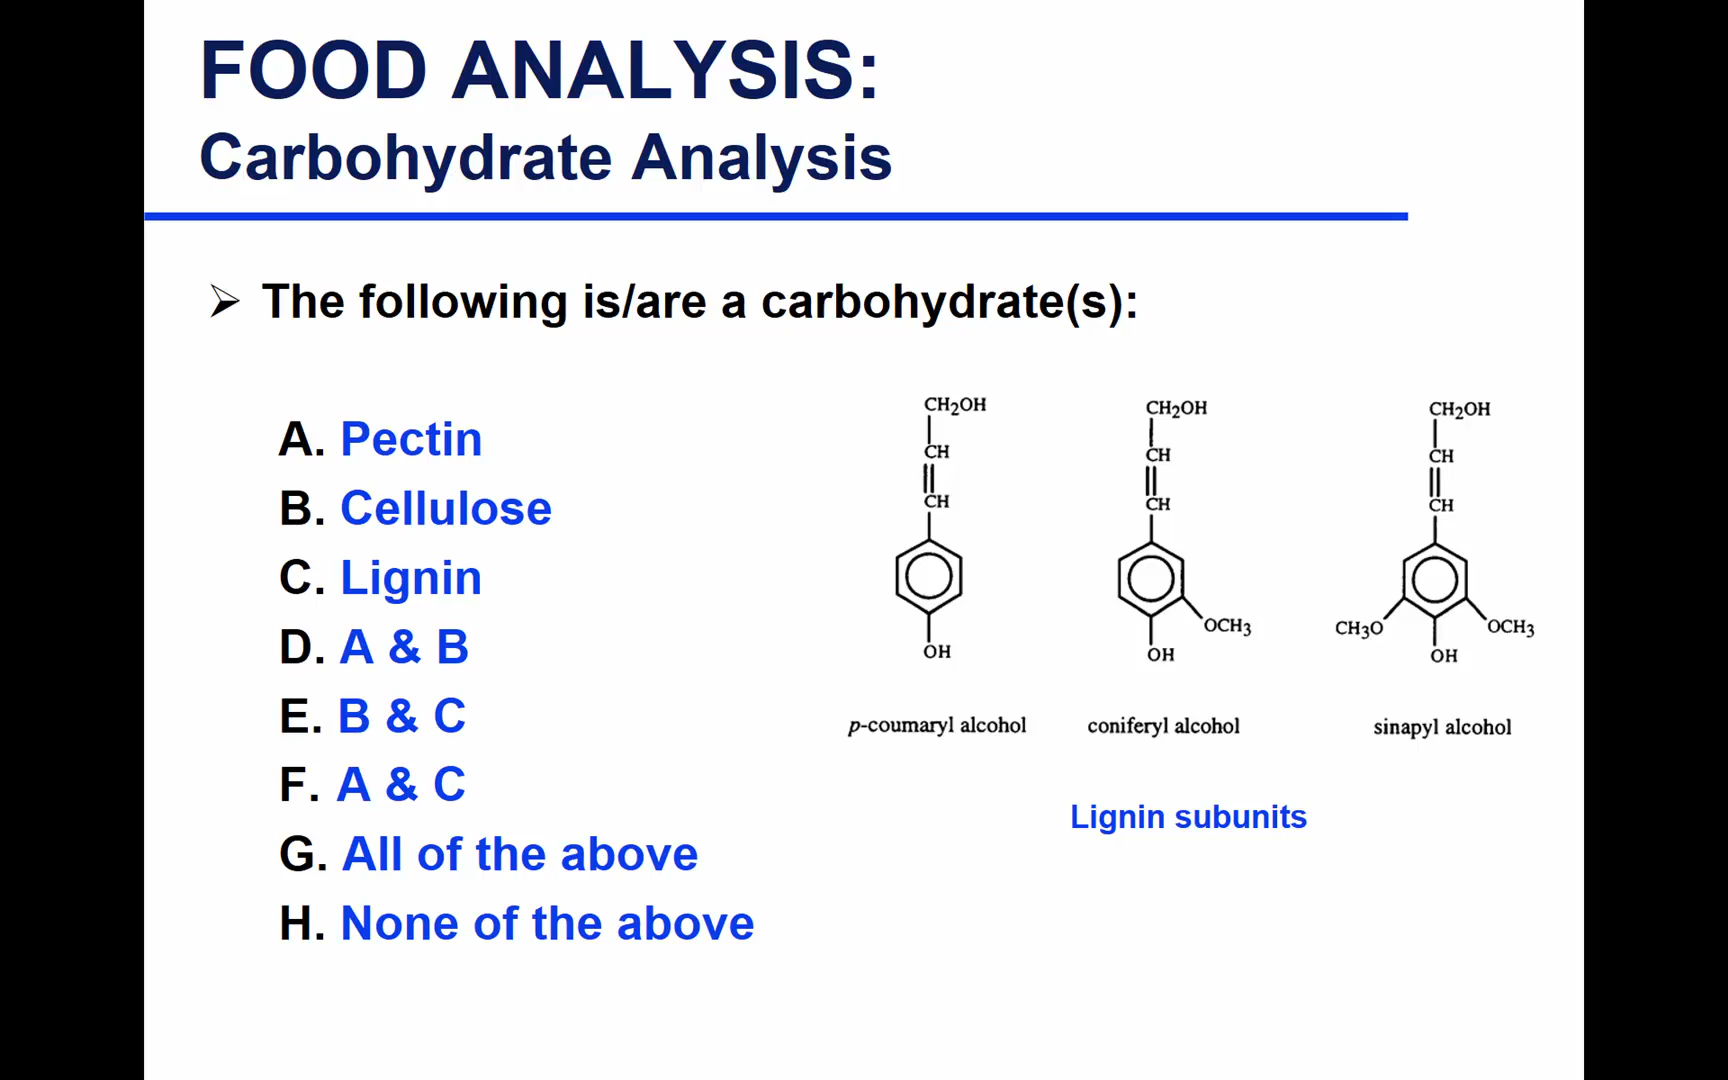 FOOD ANALYSIS:
Carbohydrate Analysis
➢ The following is/are a carbohydrate(s):
A. Pectin
B. Cellulose
C. Lignin
D. A & B
E. B & C
F. A & C
G. All of the above
H. None of the above
CH2OH
CH
CH
OH
p-coumaryl alcohol
CH2OH
CH
CH
OCH3
OH
coniferyl alcohol
CH2OH
CH
CH
CH3O
OCH3
OH
sinapyl alcohol
Lignin subunits